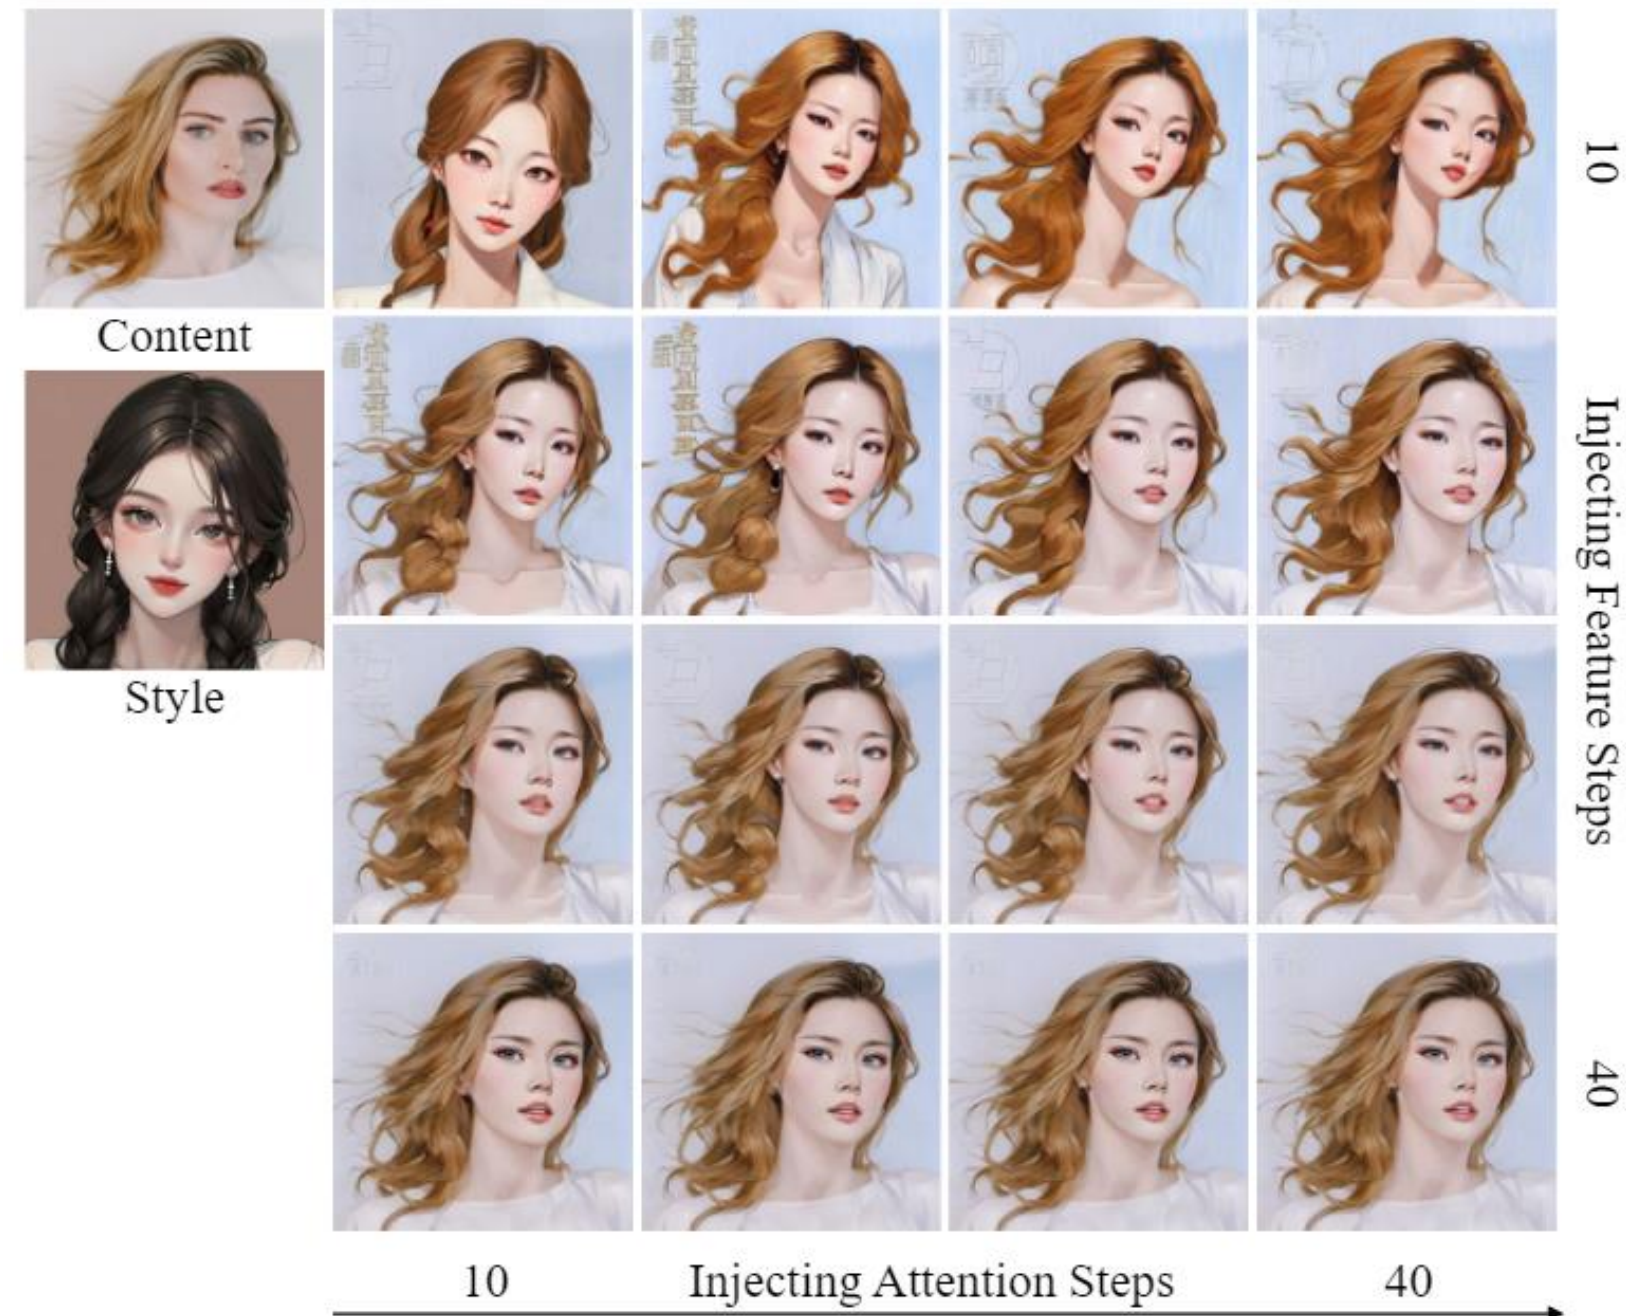 Content
Style
10
Injecting Feature Steps
40
10 Injecting Attention Steps 40